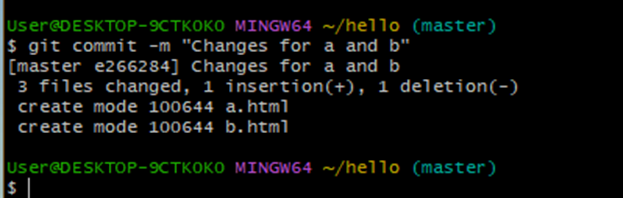 User@DESKTOP-9CTKOKO MINGW64 ~/hello (master)
$ git commit -m "Changes for a and b"
[master e266284] Changes for a and b
 3 files changed, 1 insertion(+), 1 deletion(-)
 create mode 100644 a.html
 create mode 100644 b.html
User@DESKTOP-9CTKOKO MINGW64 ~/hello (master)
$